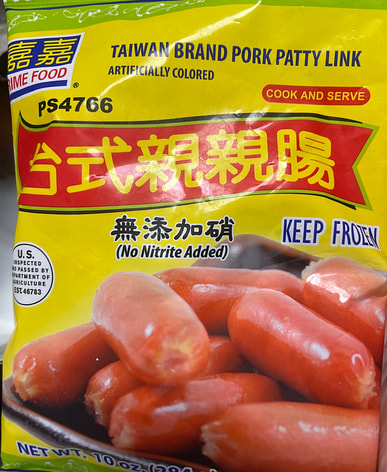 嘉嘉
PRIME FOOD
®
PS4766
TAIWAN BRAND PORK PATTY LINK
ARTIFICIALLY COLORED
COOK AND SERVE
台式親親腸
無添加硝
(No Nitrite Added)
KEEP FROZEN
U.S.
INSPECTED
AND PASSED BY
DEPARTMENT OF
AGRICULTURE
EST.46783
NET WT. 10 oz.